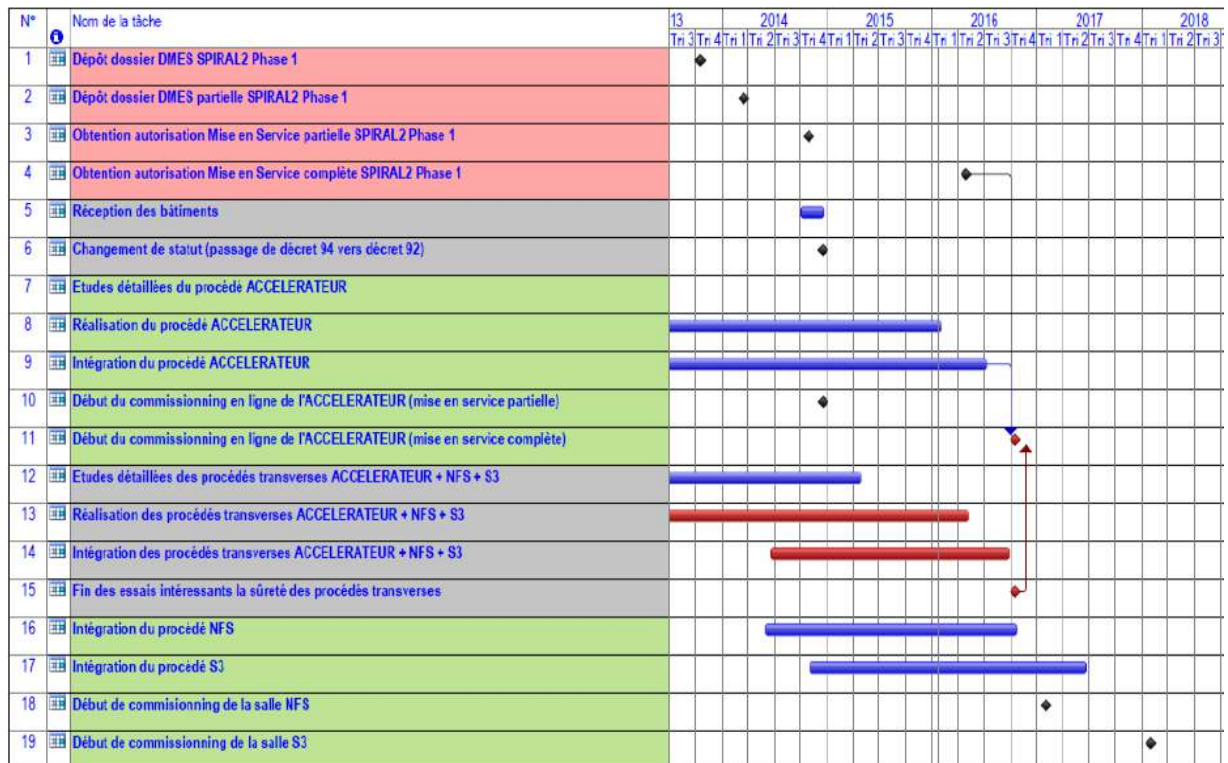 N° Nom de la tâche 13 2014 2015 2016 2017 2018
Tri 3 Tri 4 Tri 1 Tri 2 Tri 3 Tri 4 Tri 1 Tri 2 Tri 3 Tri 4 Tri 1 Tri 2 Tri 3 Tri 4 Tri 1 Tri 2 Tri 3 Tri 4 Tri 1 Tri 2 Tri 3
1 Dépôt dossier DMES SPIRAL2 Phase 1
2 Dépôt dossier DMES partielle SPIRAL2 Phase 1
3 Obtention autorisation Mise en Service partielle SPIRAL2 Phase 1
4 Obtention autorisation Mise en Service complète SPIRAL2 Phase 1
5 Réception des bâtiments
6 Changement de statut (passage de décret 94 vers décret 92)
7 Etudes détaillées du procédé ACCELERATEUR
8 Réalisation du procédé ACCELERATEUR
9 Intégration du procédé ACCELERATEUR
10 Début du commissionning en ligne de l'ACCELERATEUR (mise en service partielle)
11 Début du commissionning en ligne de l'ACCELERATEUR (mise en service complète)
12 Etudes détaillées des procédés transverses ACCELERATEUR + NFS + S3
13 Réalisation des procédés transverses ACCELERATEUR + NFS + S3
14 Intégration des procédés transverses ACCELERATEUR + NFS + S3
15 Fin des essais intéressants la sûreté des procédés transverses
16 Intégration du procédé NFS
17 Intégration du procédé S3
18 Début de commisionning de la salle NFS
19 Début de commissionning de la salle S3